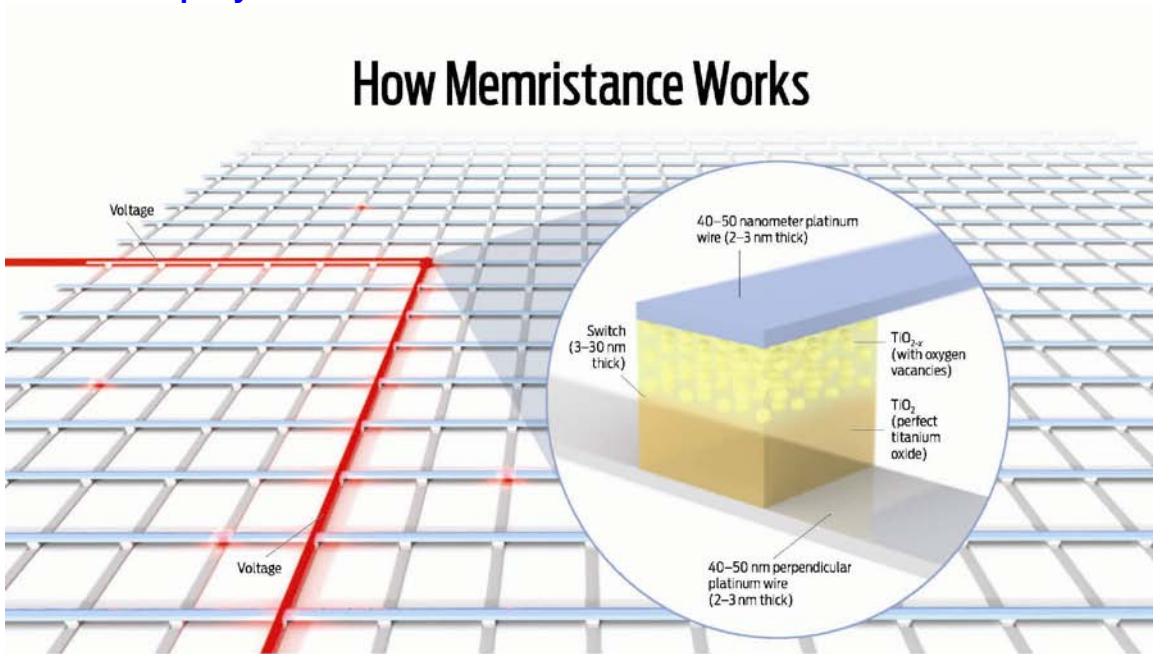 How Memristance Works
Voltage
40–50 nanometer platinum
wire (2–3 nm thick)
Switch
(3–30 nm
thick)
TiO2-x
(with oxygen
vacancies)
TiO2
(perfect
titanium
oxide)
Voltage
40–50 nm perpendicular
platinum wire
(2–3 nm thick)